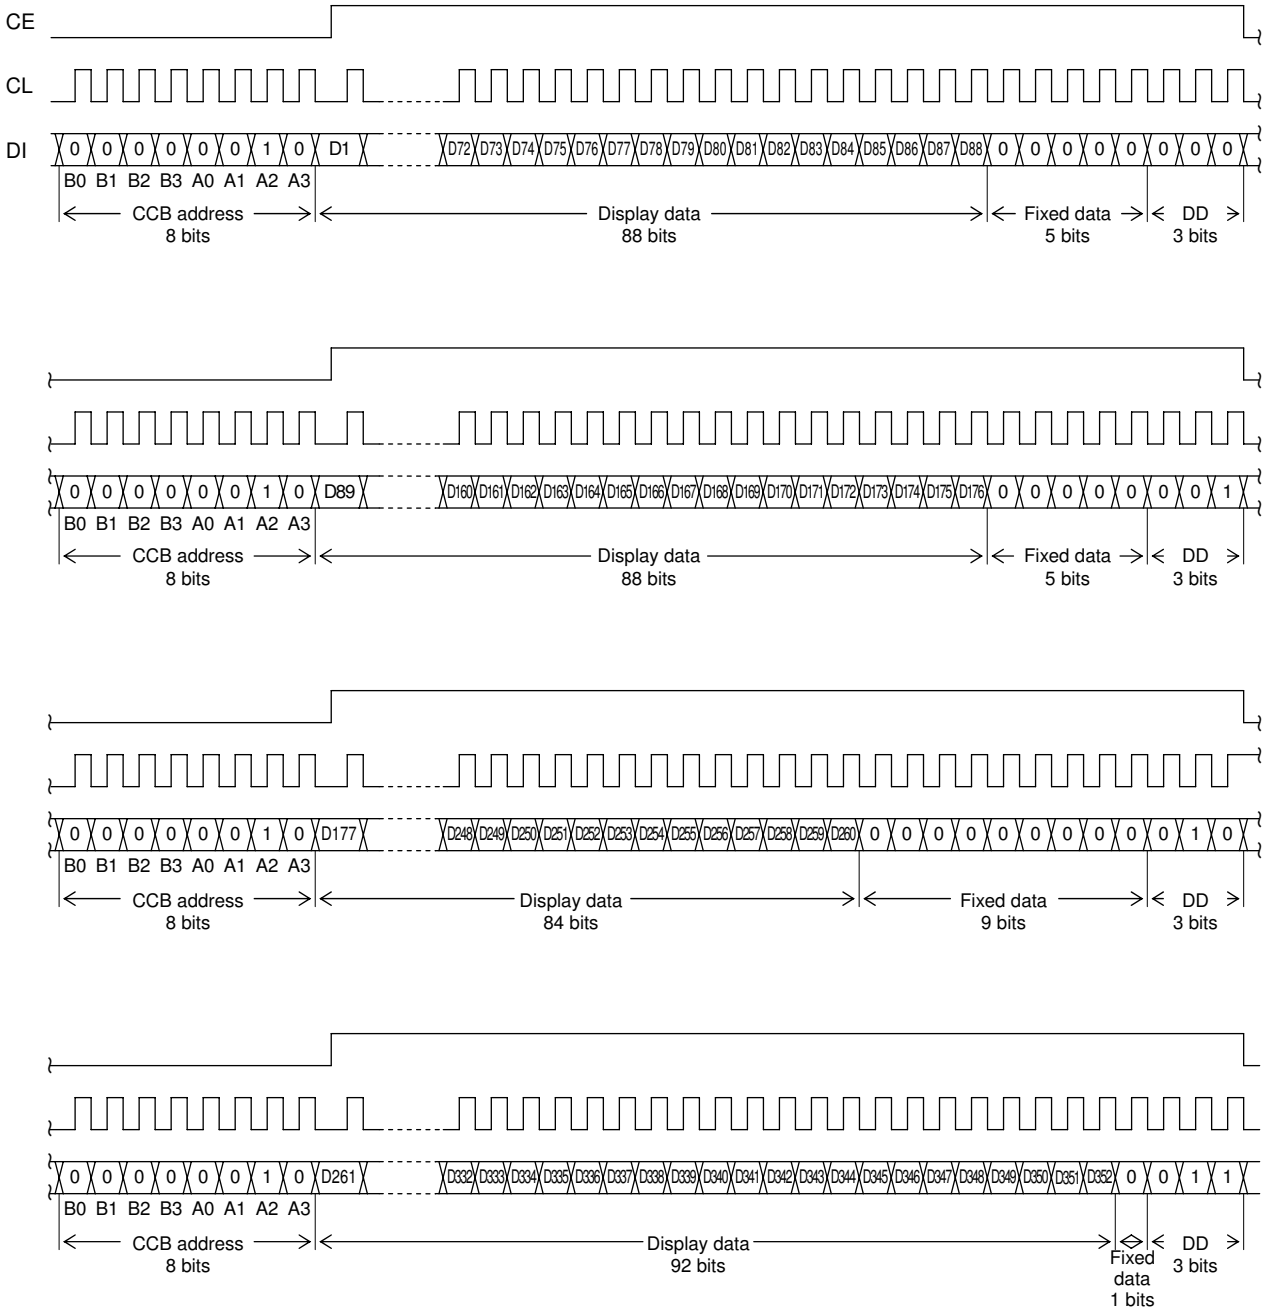 CE
CL
DI 0 0 0 0 0 0 1 0 D1 D72 D73 D74 D75 D76 D77 D78 D79 D80 D81 D82 D83 D84 D85 D86 D87 D88 0 0 0 0 0 0 0 0
B0 B1 B2 B3 A0 A1 A2 A3
CCB address Display data Fixed data DD
8 bits 88 bits 5 bits 3 bits
0 0 0 0 0 0 1 0 D89 D160 D161 D162 D163 D164 D165 D166 D167 D168 D169 D170 D171 D172 D173 D174 D175 D176 0 0 0 0 0 0 0 1
B0 B1 B2 B3 A0 A1 A2 A3
CCB address Display data Fixed data DD
8 bits 88 bits 5 bits 3 bits
0 0 0 0 0 0 1 0 D177 D248 D249 D250 D251 D252 D253 D254 D255 D256 D257 D258 D259 D260 0 0 0 0 0 0 0 0 0 0 1 0
B0 B1 B2 B3 A0 A1 A2 A3
CCB address Display data Fixed data DD
8 bits 84 bits 9 bits 3 bits
0 0 0 0 0 0 1 0 D261 D332 D333 D334 D335 D336 D337 D338 D339 D340 D341 D342 D343 D344 D345 D346 D347 D348 D349 D350 D351 D352 0 0 1 1
B0 B1 B2 B3 A0 A1 A2 A3
CCB address Display data DD
8 bits 92 bits 3 bits
Fixed
data
1 bits